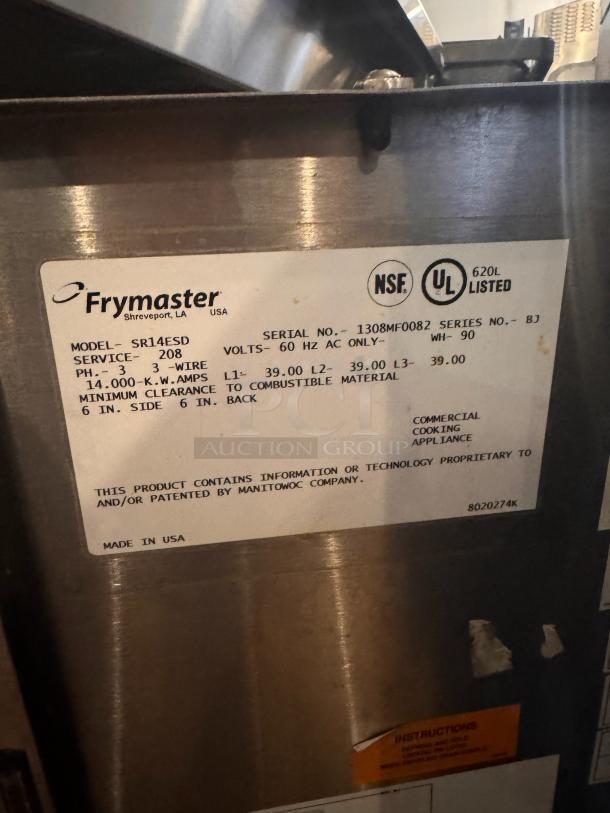 Frymaster
Shreveport, LA USA
NSF
UL 620L LISTED
MODEL- SR14ESD SERIAL NO.- 1308MF0082 SERIES NO.- BJ
SERVICE- 208 VOLTS- 60 HZ AC ONLY- WH- 90
PH.- 3 3 -WIRE
14.000-K.W.AMPS L1- 39.00 L2- 39.00 L3- 39.00
MINIMUM CLEARANCE TO COMBUSTIBLE MATERIAL
6 IN. SIDE 6 IN. BACK
PCI
AUCTION GROUP
COMMERCIAL
COOKING
APPLIANCE
THIS PRODUCT CONTAINS INFORMATION OR TECHNOLOGY PROPRIETARY TO
AND/OR PATENTED BY MANITOWOC COMPANY.
8020274K
MADE IN USA
INSTRUCTIONS